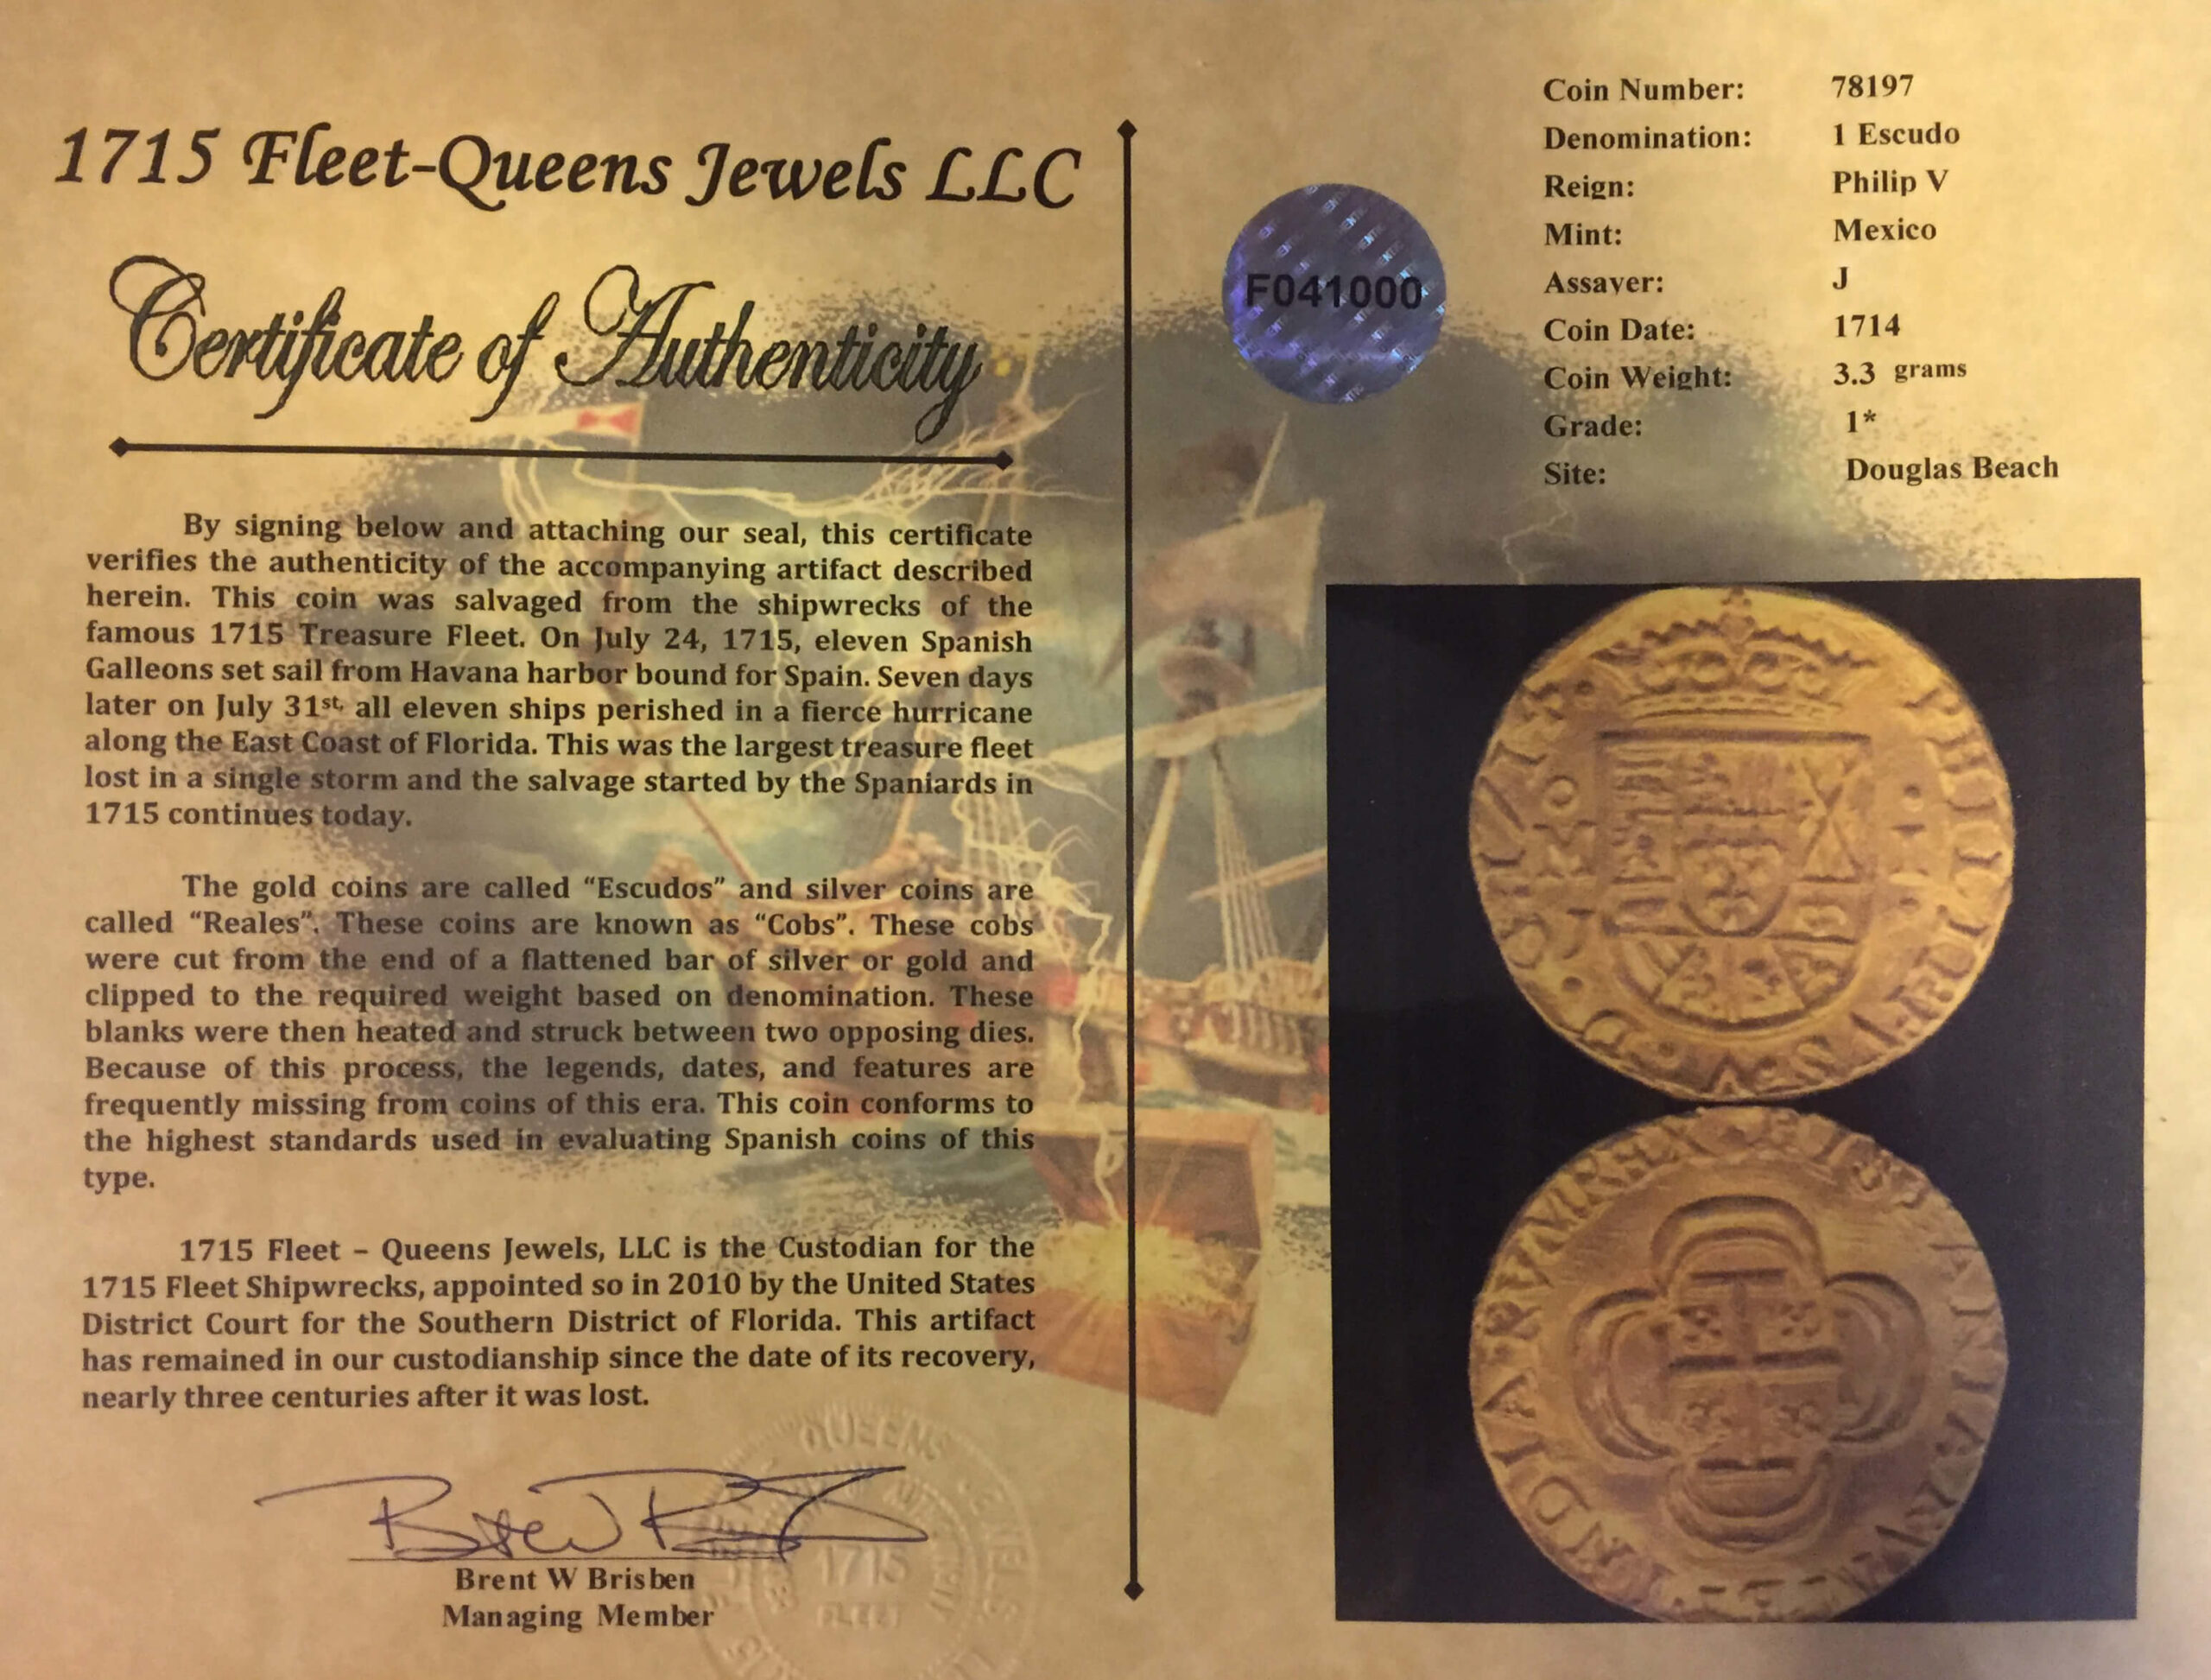 1715 Fleet-Queens Jewels LLC
Certificate of Authenticity
By signing below and attaching our seal, this certificate
verifies the authenticity of the accompanying artifact described
herein. This coin was salvaged from the shipwrecks of the
famous 1715 Treasure Fleet. On July 24, 1715, eleven Spanish
Galleons set sail from Havana harbor bound for Spain. Seven days
later on July 31st, all eleven ships perished in a fierce hurricane
along the East Coast of Florida. This was the largest treasure fleet
lost in a single storm and the salvage started by the Spaniards in
1715 continues today.
The gold coins are called “Escudos” and silver coins are
called “Reales”. These coins are known as “Cobs”. These cobs
were cut from the end of a flattened bar of silver or gold and
clipped to the required weight based on denomination. These
blanks were then heated and struck between two opposing dies.
Because of this process, the legends, dates, and features are
frequently missing from coins of this era. This coin conforms to
the highest standards used in evaluating Spanish coins of this
type.
1715 Fleet – Queens Jewels, LLC is the Custodian for the
1715 Fleet Shipwrecks, appointed so in 2010 by the United States
District Court for the Southern District of Florida. This artifact
has remained in our custodianship since the date of its recovery,
nearly three centuries after it was lost.
Brent W Brisben
Managing Member
QUEENS JEWELS
1715
FLEET
F041000
Coin Number: 78197
Denomination: 1 Escudo
Reign: Philip V
Mint: Mexico
Assayer: J
Coin Date: 1714
Coin Weight: 3.3 grams
Grade: 1*
Site: Douglas Beach